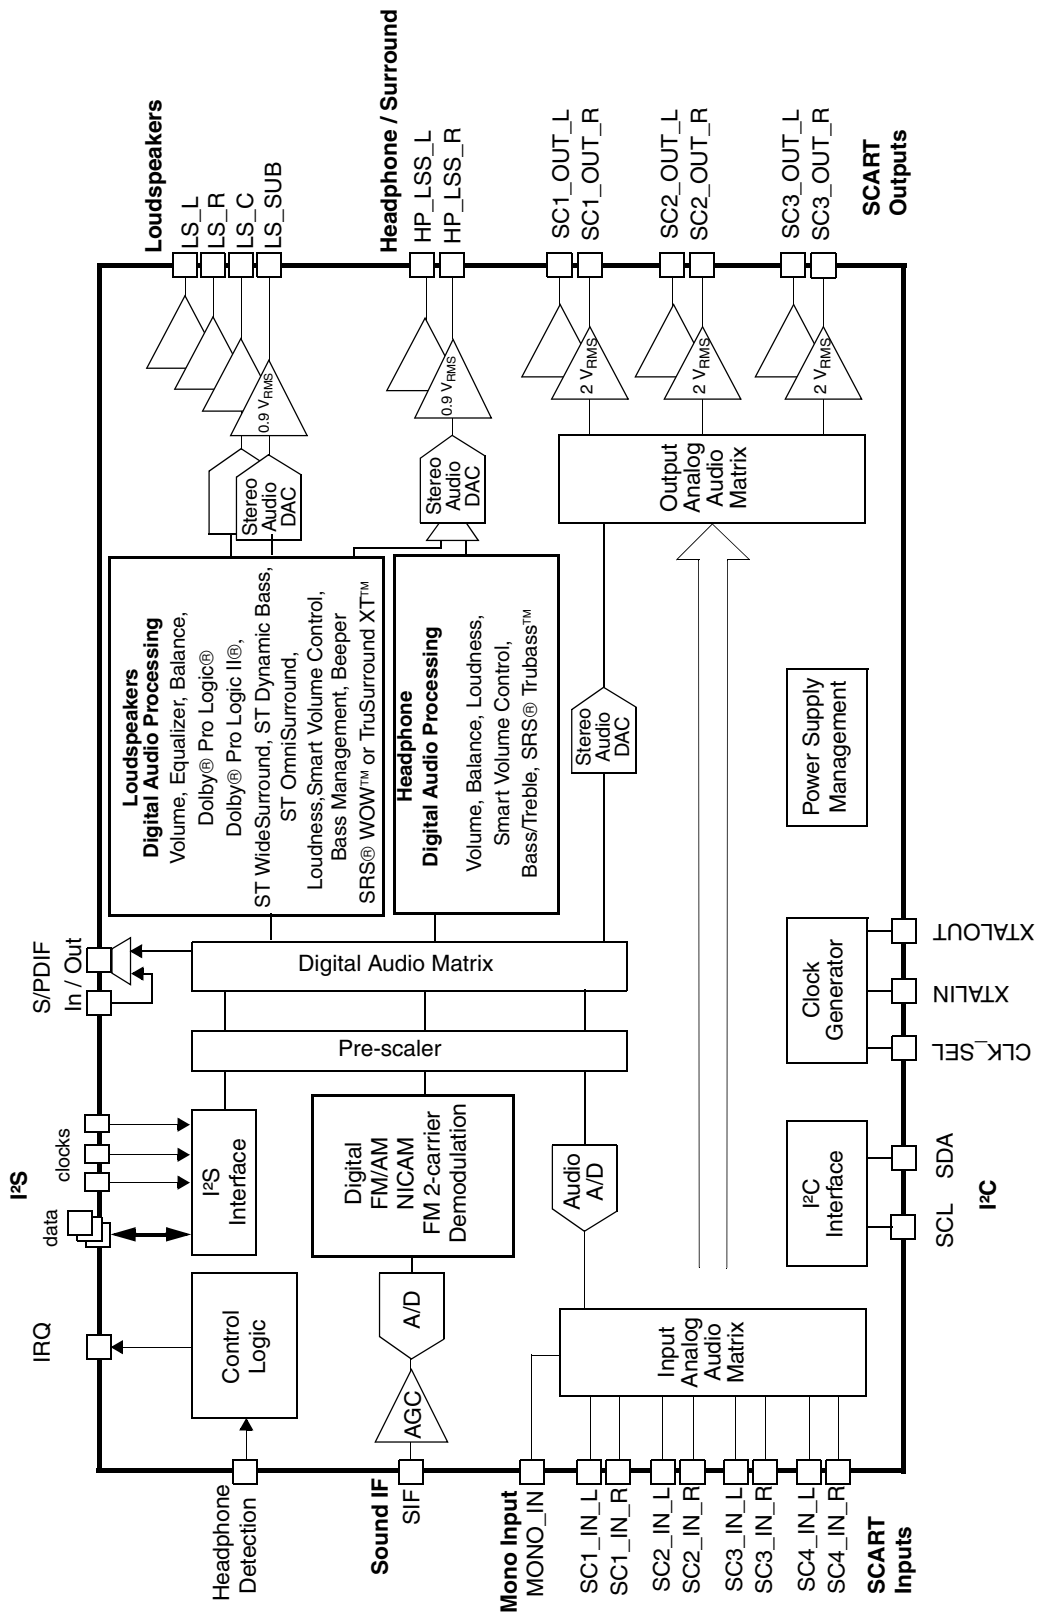 I²S
S/PDIF
In / Out
clocks
data
IRQ
Headphone
Detection
Control
Logic
I²S
Interface
Pre-scaler
Digital Audio Matrix
Loudspeakers
Digital Audio Processing
Volume, Equalizer, Balance,
Dolby® Pro Logic®
Dolby® Pro Logic II®,
ST WideSurround, ST Dynamic Bass,
ST OmniSurround,
Loudness,Smart Volume Control,
Bass Management, Beeper
SRS® WOW™ or TruSurround XT™
Stereo
Audio
DAC
0.9 VRMS
Loudspeakers
LS_L
LS_R
LS_C
LS_SUB
Sound IF
SIF
AGC
A/D
Digital
FM/AM
NICAM
FM 2-carrier
Demodulation
Headphone
Digital Audio Processing
Volume, Balance, Loudness,
Smart Volume Control,
Bass/Treble, SRS® Trubass™
Stereo
Audio
DAC
0.9 VRMS
Headphone / Surround
HP_LSS_L
HP_LSS_R
Mono Input
MONO_IN
SC1_IN_L
SC1_IN_R
SC2_IN_L
SC2_IN_R
SC3_IN_L
SC3_IN_R
SC4_IN_L
SC4_IN_R
SCART
Inputs
Input
Analog
Audio
Matrix
Audio
A/D
Stereo
Audio
DAC
Output
Analog
Audio
Matrix
2 VRMS
2 VRMS
2 VRMS
SC1_OUT_L
SC1_OUT_R
SC2_OUT_L
SC2_OUT_R
SC3_OUT_L
SC3_OUT_R
SCART
Outputs
I²C
Interface
Clock
Generator
Power Supply
Management
SCL
SDA
I²C
CLK_SEL
XTALIN
XTALOUT